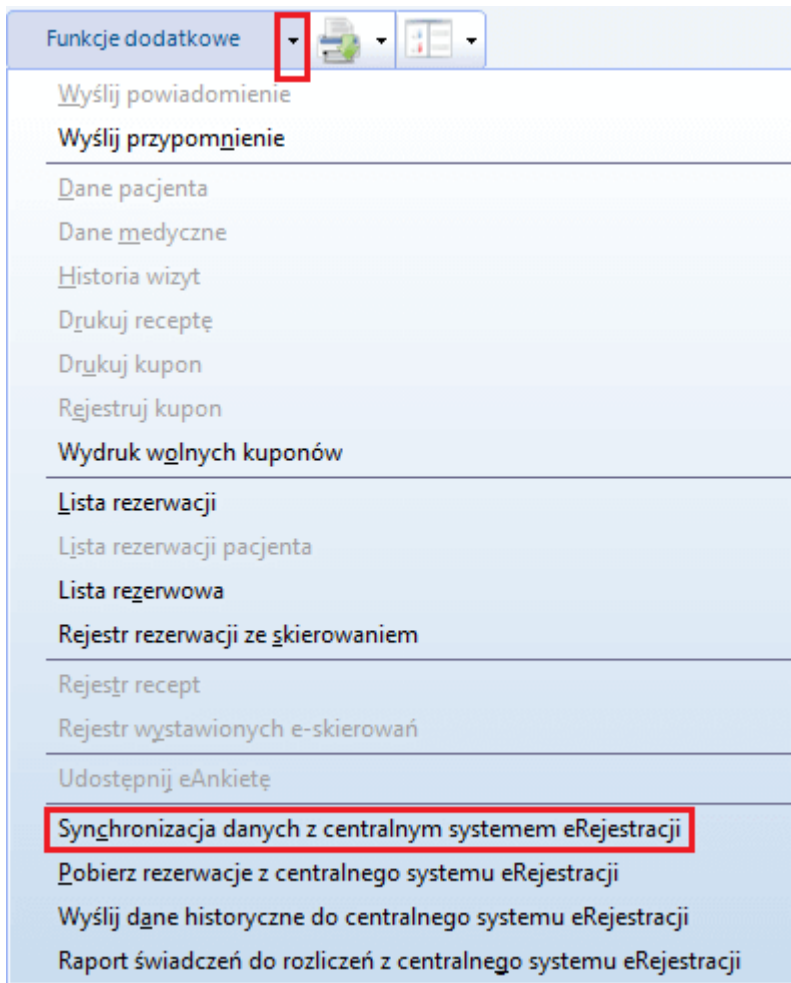 Funkcje dodatkowe
Wyślij powiadomienie
Wyślij przypomnienie
Dane pacjenta
Dane medyczne
Historia wizyt
Drukuj receptę
Drukuj kupon
Rejestruj kupon
Wydruk wolnych kuponów
Lista rezerwacji
Lista rezerwacji pacjenta
Lista rezerwowa
Rejestr rezerwacji ze skierowaniem
Rejestr recept
Rejestr wystawionych e-skierowań
Udostępnij eAnkietę
Synchronizacja danych z centralnym systemem eRejestracji
Pobierz rezerwacje z centralnego systemu eRejestracji
Wyślij dane historyczne do centralnego systemu eRejestracji
Raport świadczeń do rozliczeń z centralnego systemu eRejestracji